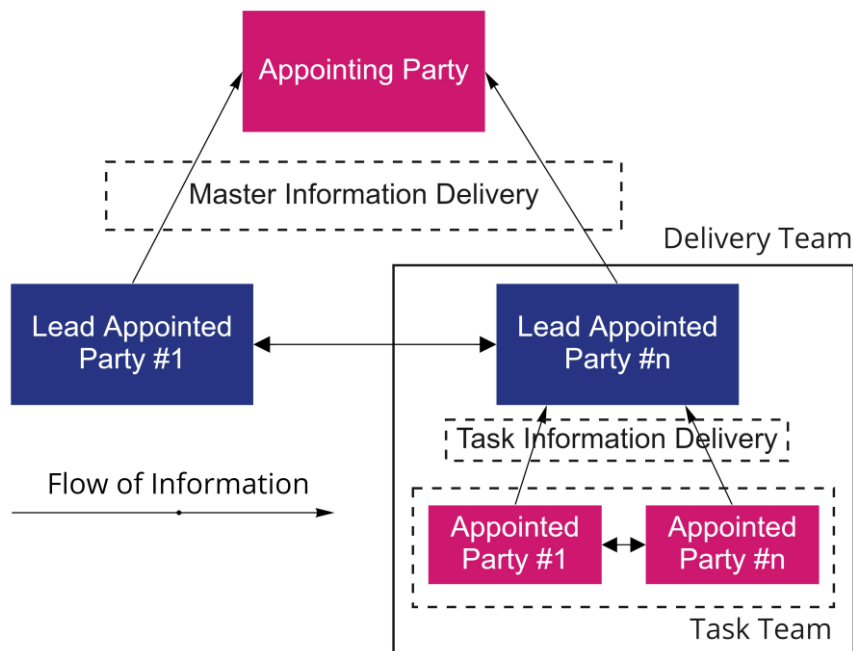 Appointing Party
Master Information Delivery
Delivery Team
Lead Appointed
Party #1
Lead Appointed
Party #n
Task Information Delivery
Flow of Information
Appointed
Party #1
Appointed
Party #n
Task Team